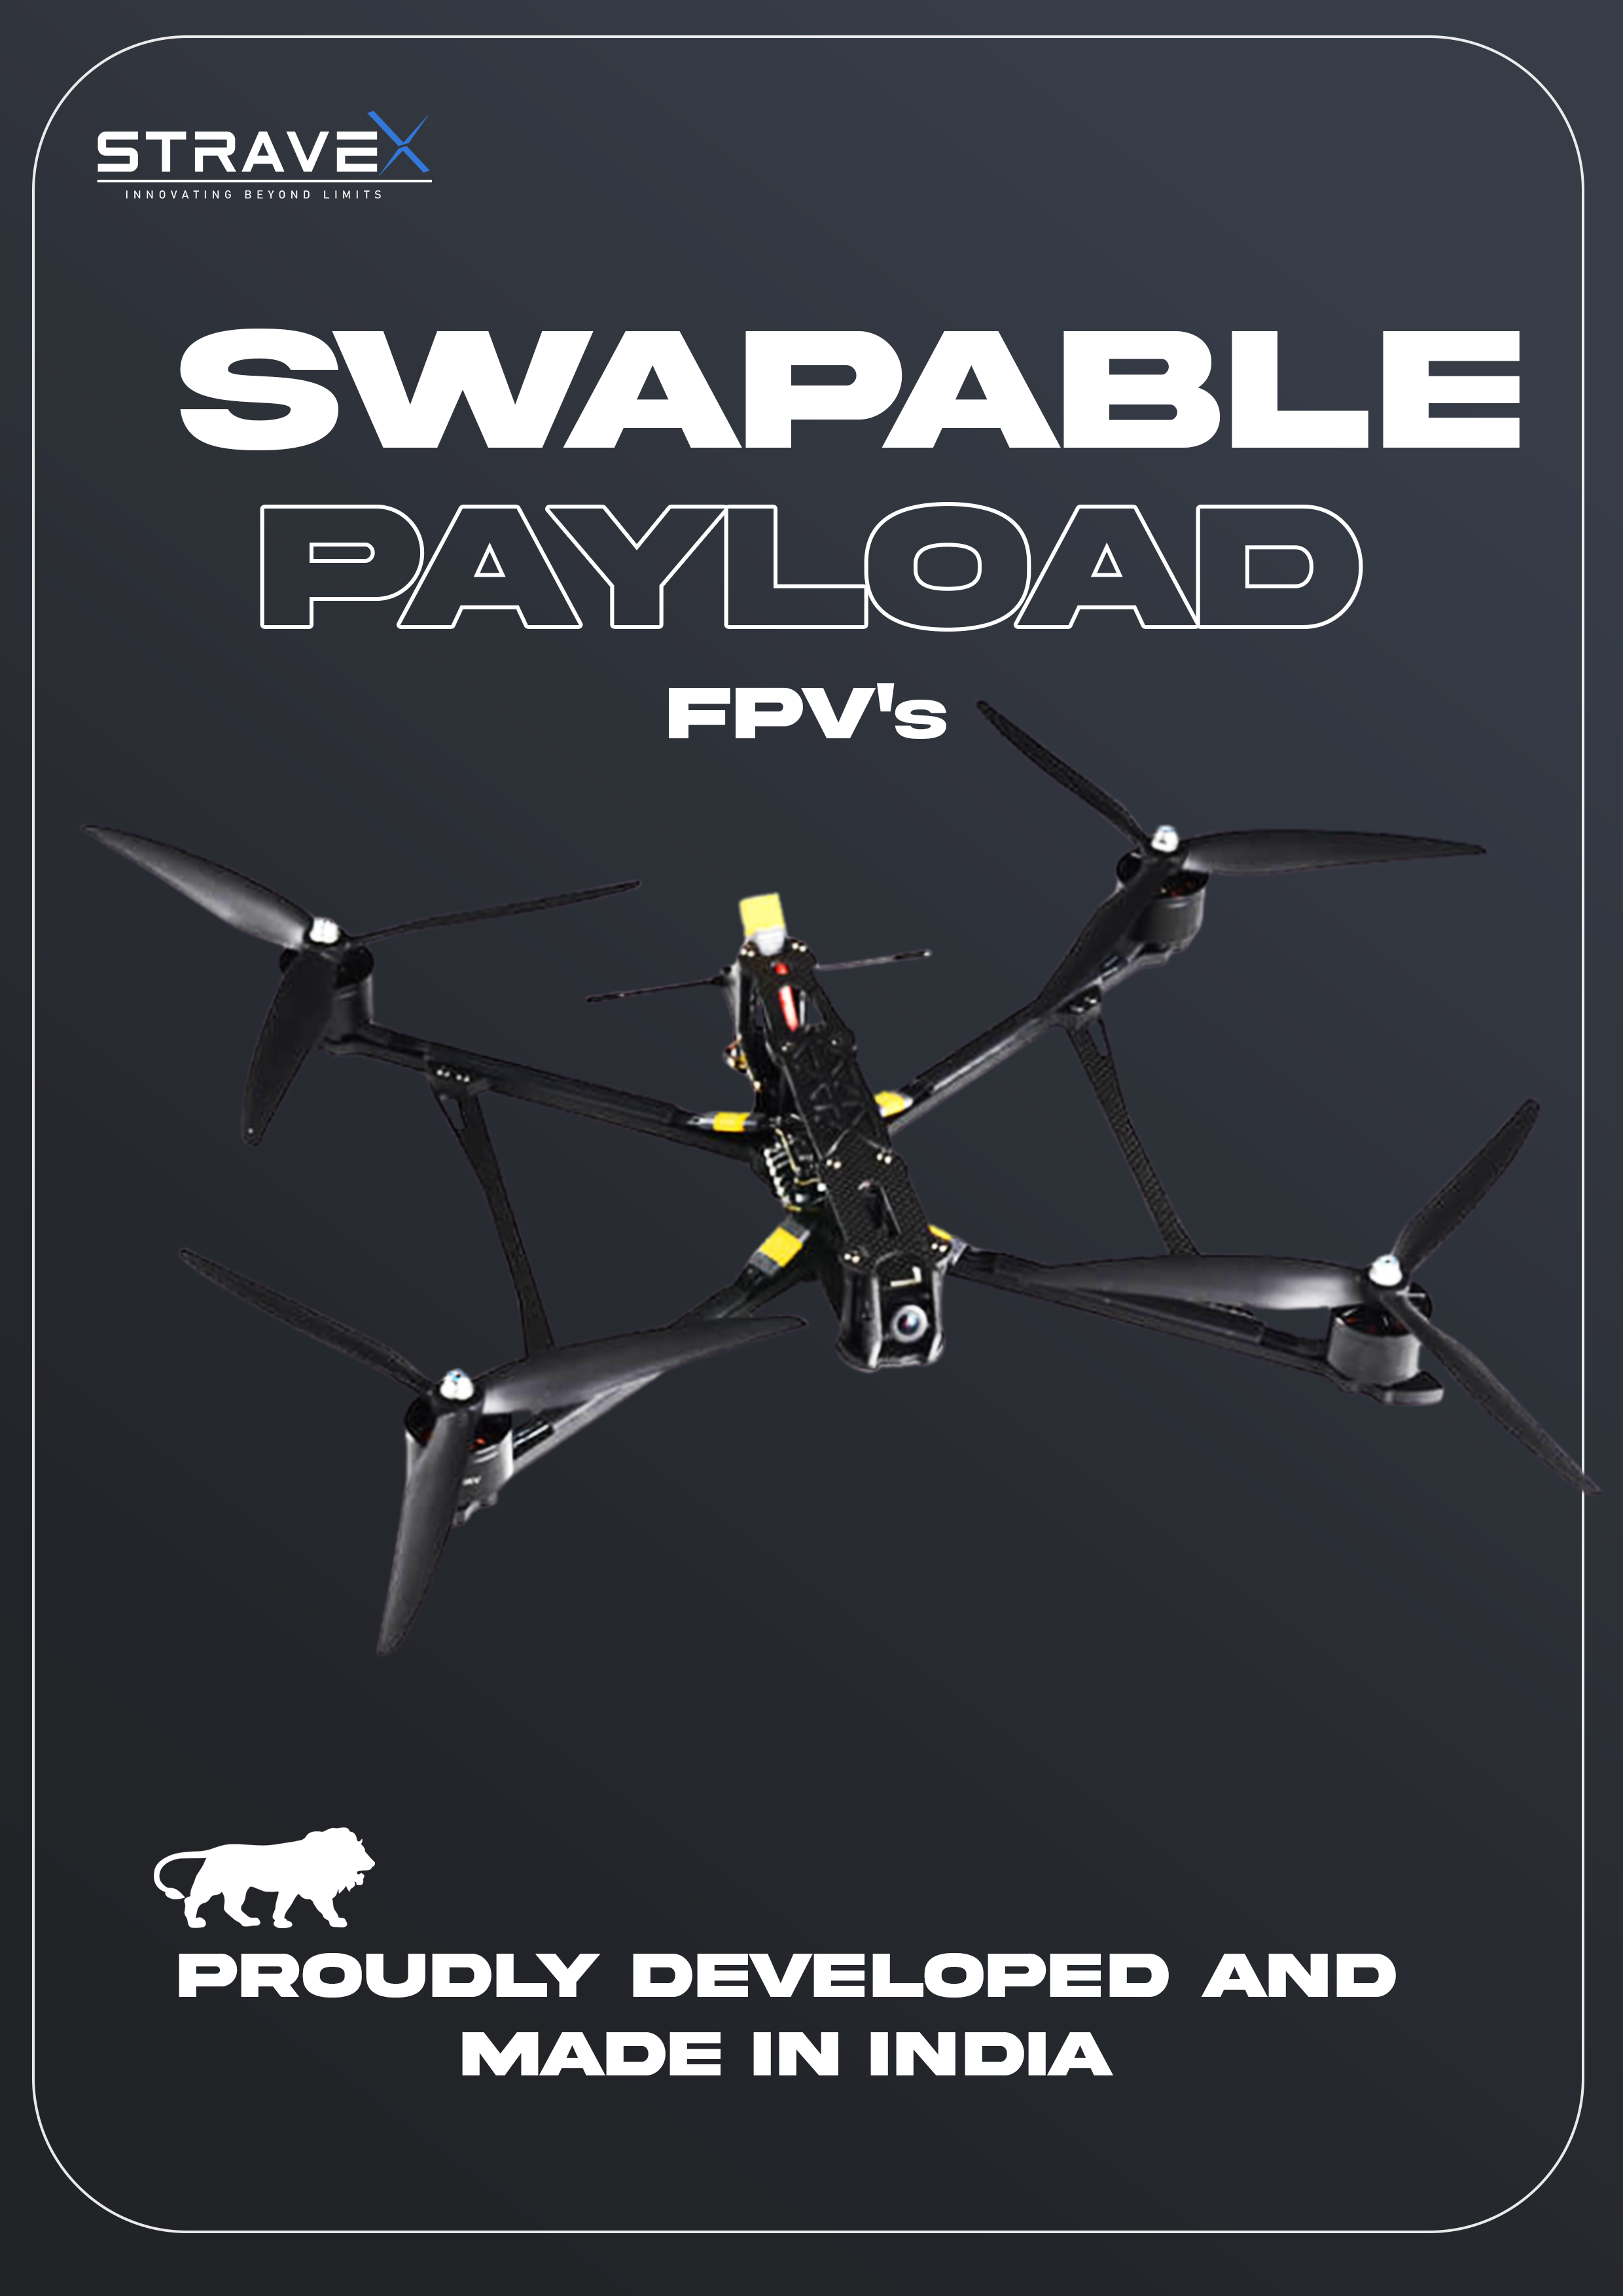 STRAVEX
INNOVATING BEYOND LIMITS
SWAPABLE
PAYLOAD
FPV's
PROUDLY DEVELOPED AND
MADE IN INDIA